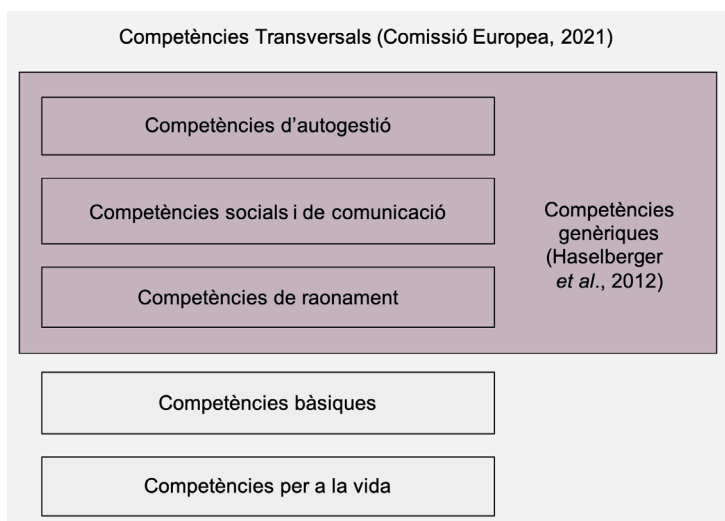 Competències Transversals (Comissió Europea, 2021)
Competències d'autogestió
Competències socials i de comunicació
Competències de raonament
Competències
genèriques
(Haselberger
et al., 2012)
Competències bàsiques
Competències per a la vida